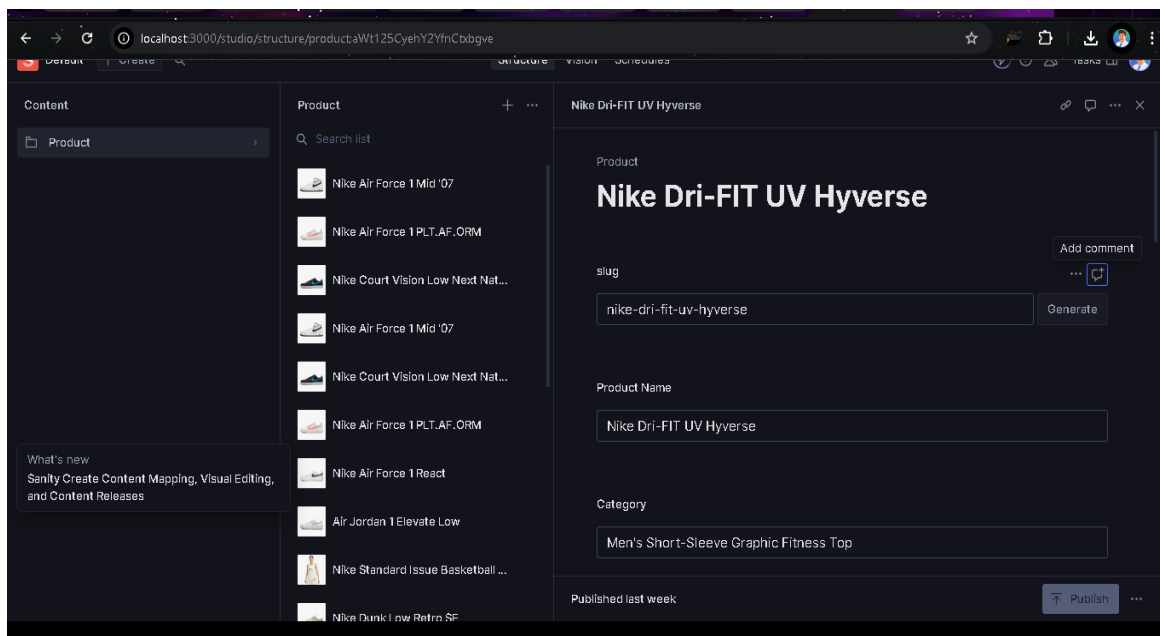 localhost:3000/studio/structure/product;aWt125CyehY2YfnCtxbgve
Default
Create
Structure
Vision
Schedules
Tasks
Content
Product
What's new
Sanity Create Content Mapping, Visual Editing,
and Content Releases
Product
Search list
Nike Air Force 1 Mid '07
Nike Air Force 1 PLT.AF.ORM
Nike Court Vision Low Next Nat...
Nike Air Force 1 Mid '07
Nike Court Vision Low Next Nat...
Nike Air Force 1 PLT.AF.ORM
Nike Air Force 1 React
Air Jordan 1 Elevate Low
Nike Standard Issue Basketball ...
Nike Dunk Low Retro SE
Nike Dri-FIT UV Hyverse
Product
Nike Dri-FIT UV Hyverse
Add comment
slug
nike-dri-fit-uv-hyverse
Generate
Product Name
Nike Dri-FIT UV Hyverse
Category
Men's Short-Sleeve Graphic Fitness Top
Published last week
Publish